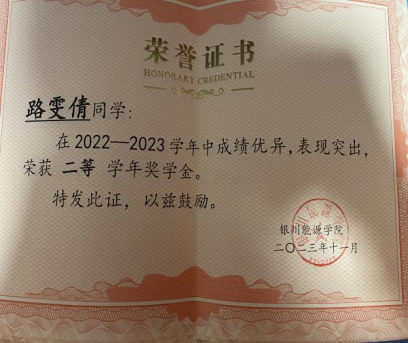 荣誉证书
HONORARY CREDENTIAL
路雯倩同学:
在2022—2023学年中成绩优异,表现突出,
荣获 二等 学年奖学金。
特发此证，以兹鼓励。
银川能源学院
二〇二三年十一月